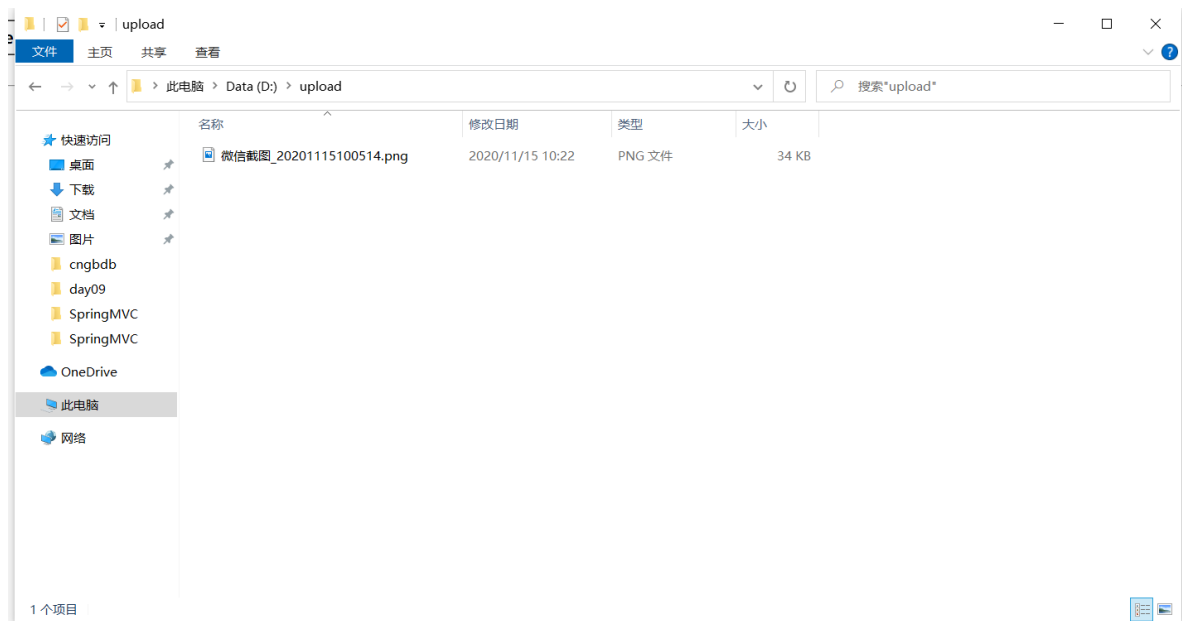 upload
文件 主页 共享 查看
此电脑 Data (D:) upload
搜索"upload"
名称 修改日期 类型 大小
微信截图_20201115100514.png 2020/11/15 10:22 PNG 文件 34 KB
快速访问
桌面
下载
文档
图片
cngbdb
day09
SpringMVC
SpringMVC
OneDrive
此电脑
网络
1 个项目